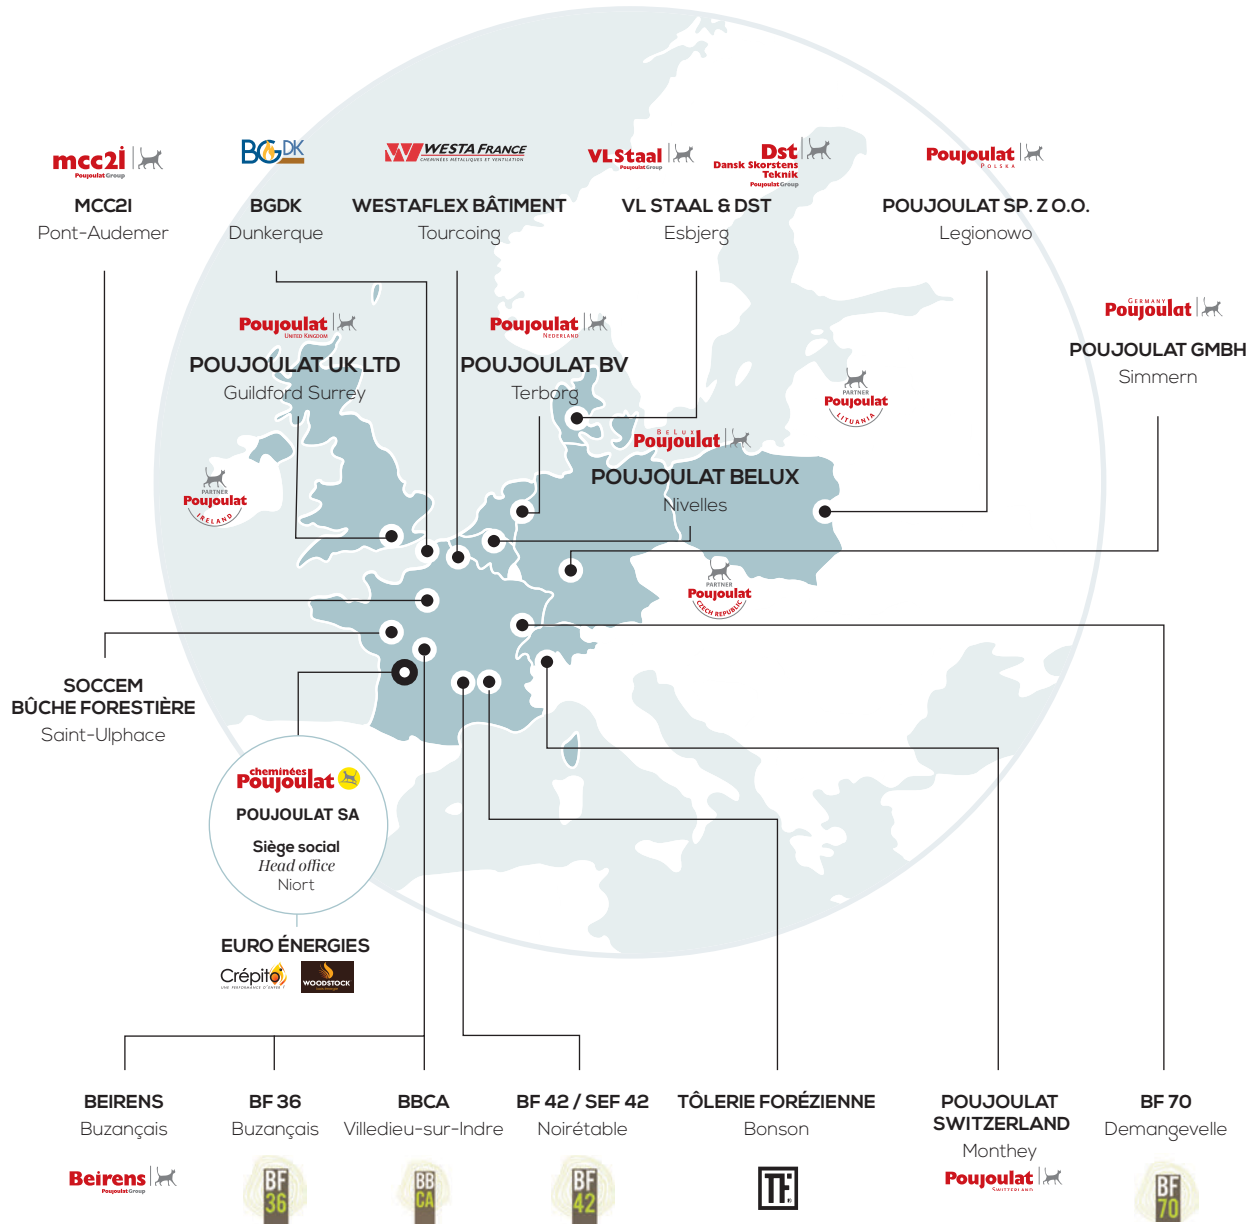 mcc2i
Poujoulat Group
MCC2I
Pont-Audemer
BGDK
BGDK
Dunkerque
WESTA FRANCE
CHEMINÉES MÉTALLIQUES ET VENTILATION
WESTAFLEX BÂTIMENT
Tourcoing
VL Staal
Poujoulat Group
Dst
Dansk Skorstens
Teknik
Poujoulat Group
VL STAAL & DST
Esbjerg
Poujoulat
POLSKA
POUJOULAT SP. Z O.O.
Legionowo
GERMANY
Poujoulat
POUJOULAT GMBH
Simmern
Poujoulat
UNITED KINGDOM
POUJOULAT UK LTD
Guildford Surrey
Poujoulat
NEDERLAND
POUJOULAT BV
Terborg
PARTNER
Poujoulat
LITUANIA
BELUX
Poujoulat
POUJOULAT BELUX
Nivelles
PARTNER
Poujoulat
IRELAND
PARTNER
Poujoulat
CZECH REPUBLIC
SOCCEM
BÛCHE FORESTIÈRE
Saint-Ulphace
cheminées
Poujoulat
POUJOULAT SA
Siège social
Head office
Niort
EURO ÉNERGIES
Crépito
UNE PERFORMANCE D'ENFER !
WOODSTOCK
BEIRENS
Buzançais
Beirens
Poujoulat Group
BF 36
Buzançais
BF
36
BBCA
Villedieu-sur-Indre
BB
CA
BF 42 / SEF 42
Noirétable
BF
42
TÔLERIE FORÉZIENNE
Bonson
TF
POUJOULAT
SWITZERLAND
Monthey
Poujoulat
SWITZERLAND
BF 70
Demangevelle
BF
70